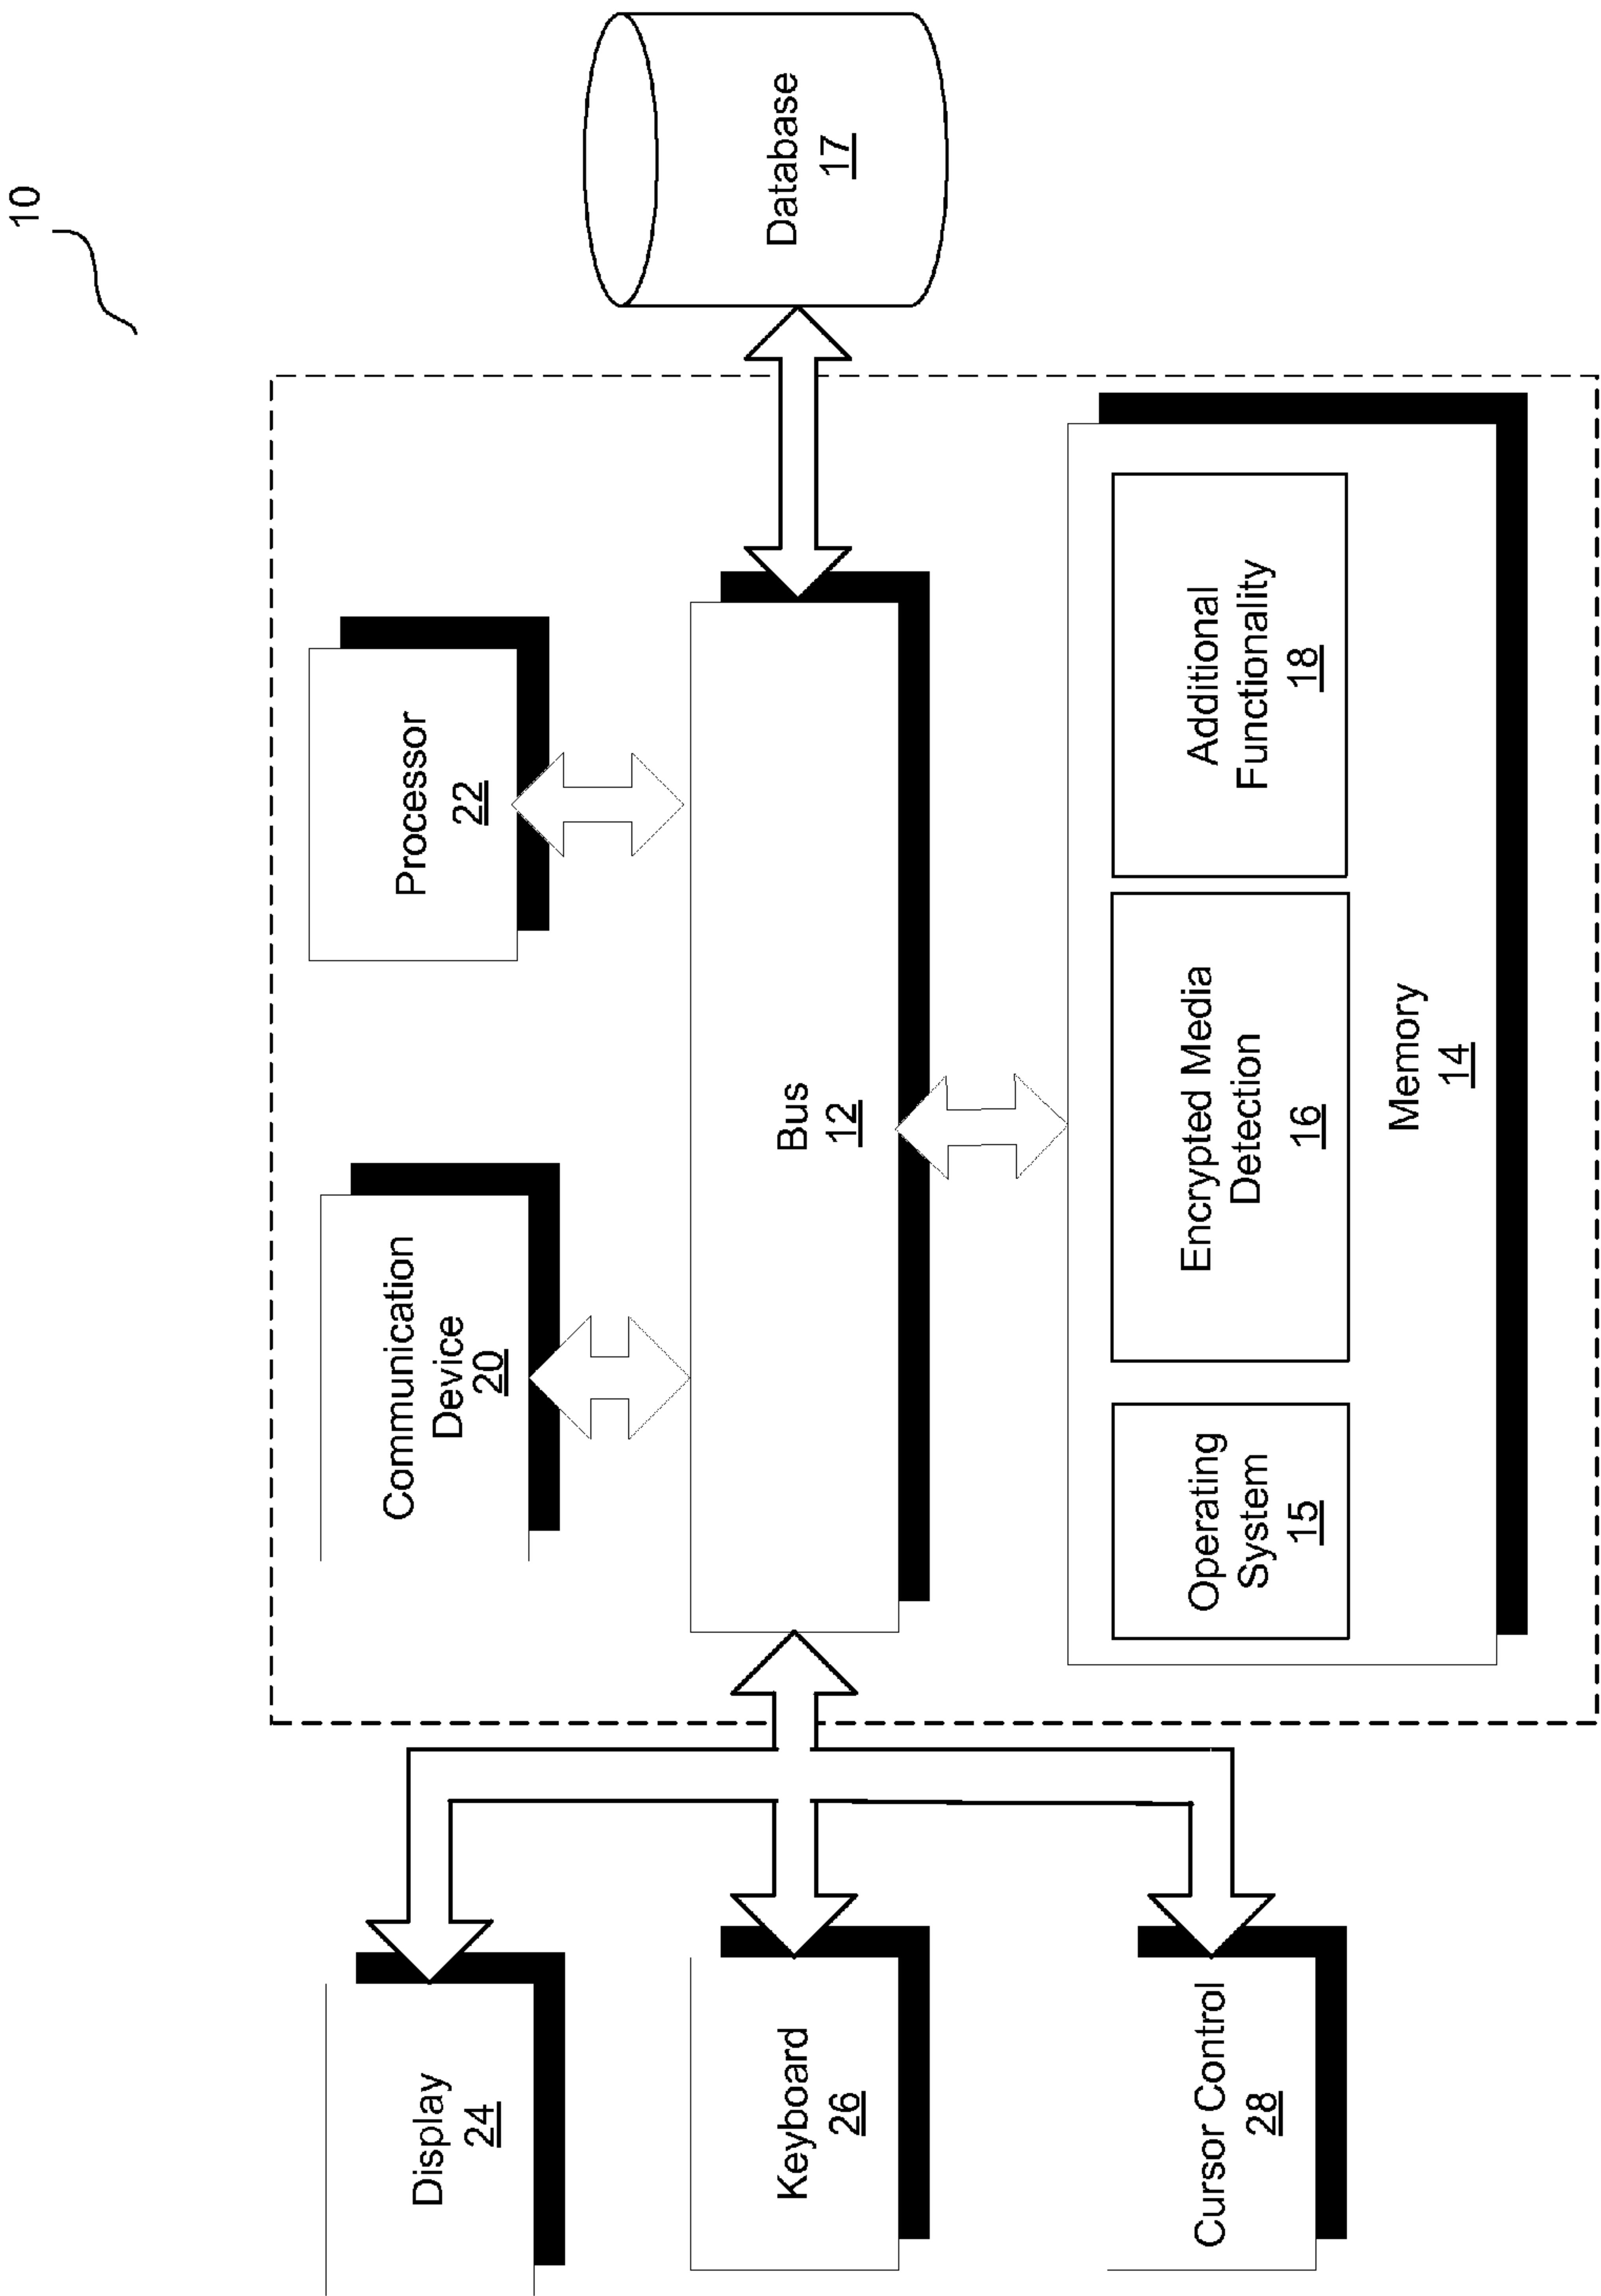 10
Display
24
Keyboard
26
Cursor Control
28
Communication
Device
20
Processor
22
Bus
12
Database
17
Operating
System
15
Encrypted Media
Detection
16
Additional
Functionality
18
Memory
14